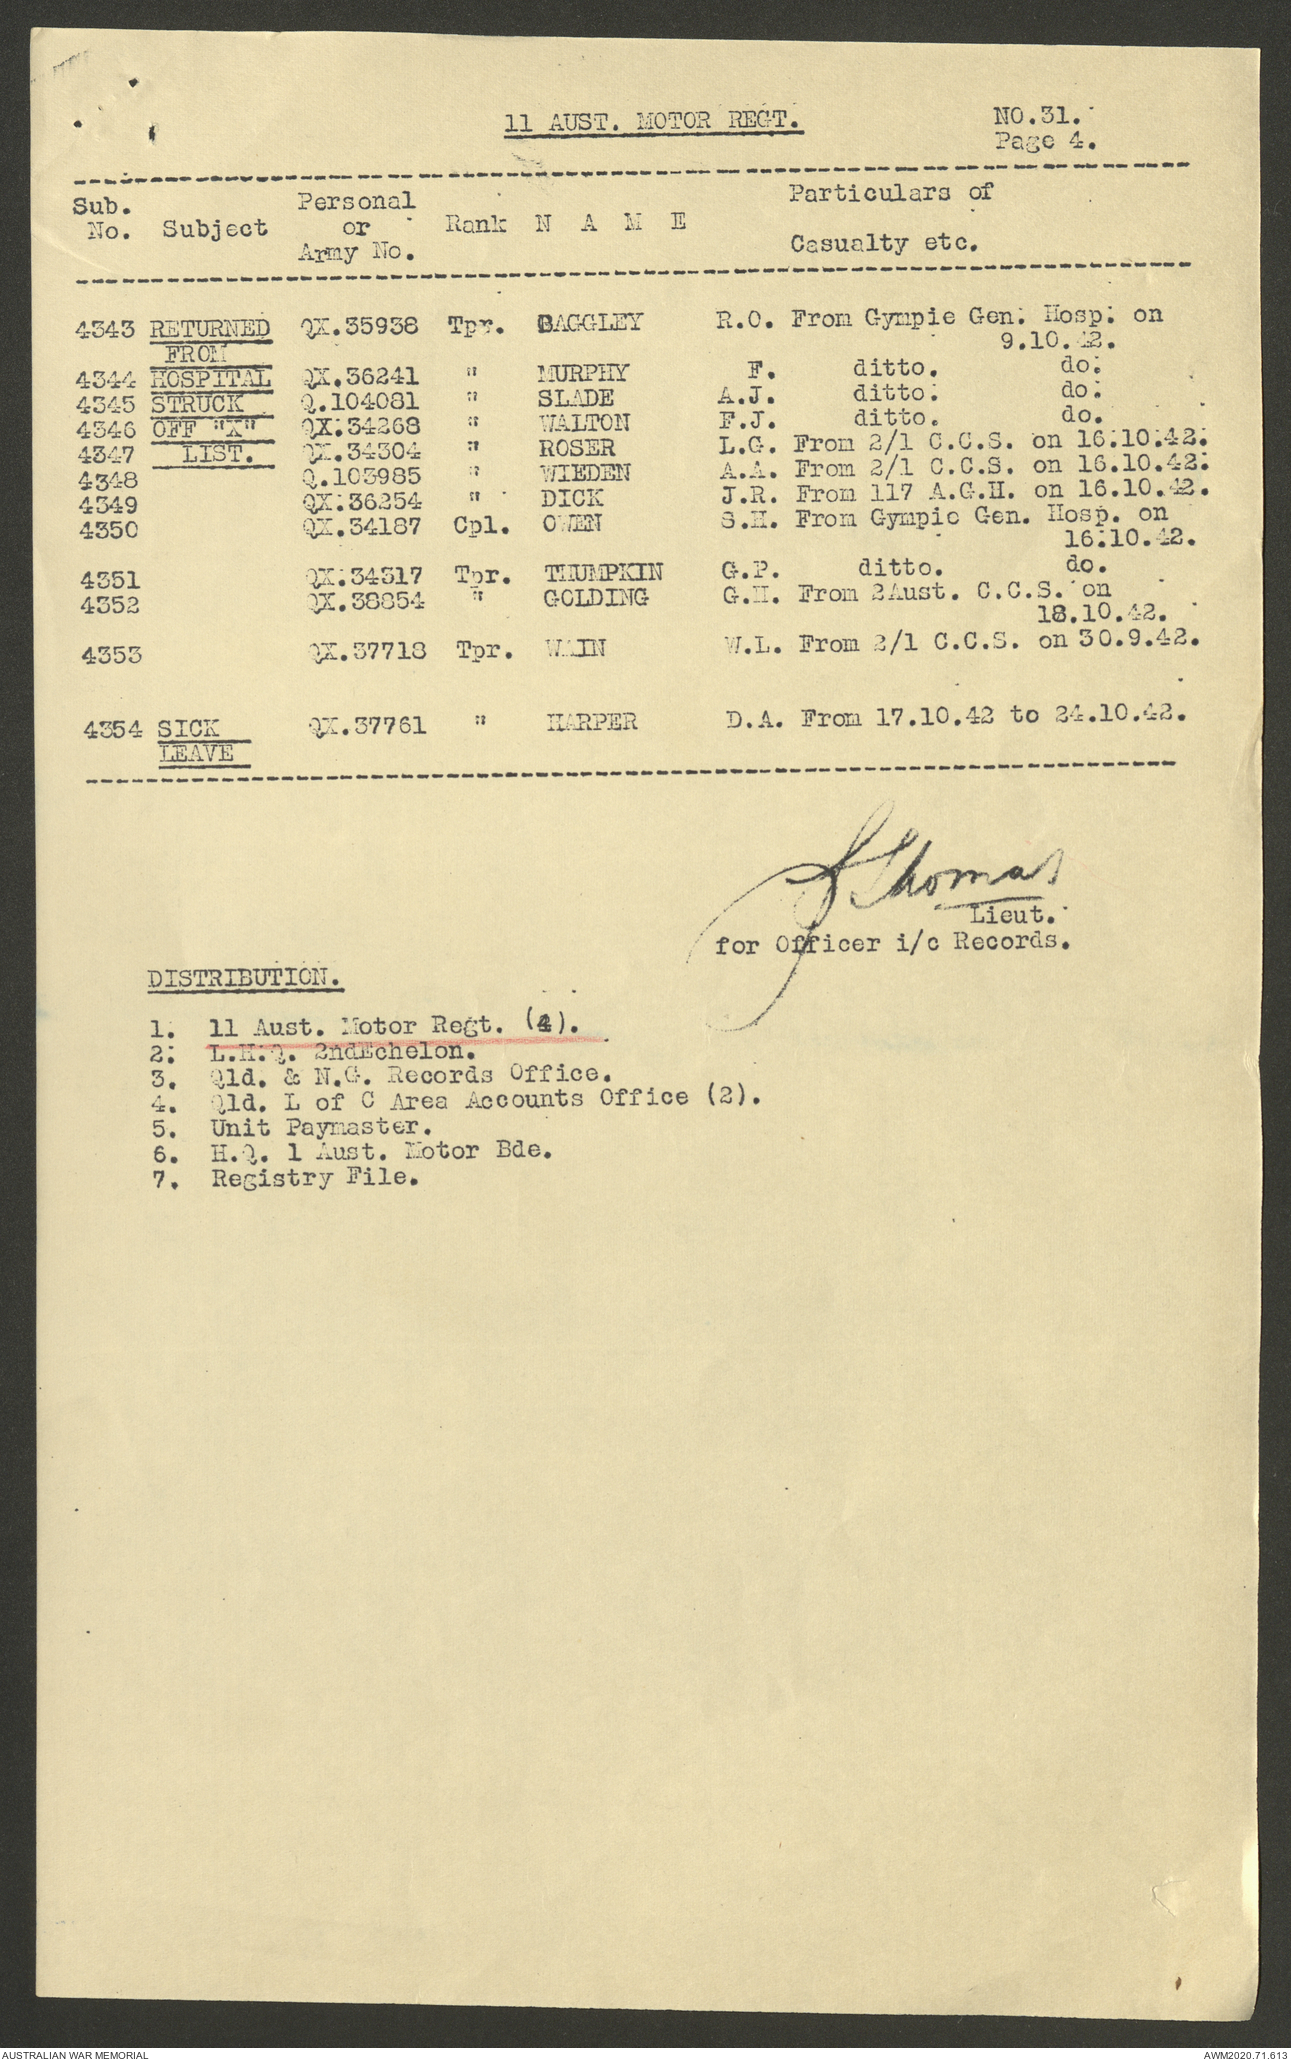 11 AUST. MOTOR REGT. NO.31.
Page 4.
Sub. No. Subject Personal or Army No. Rank N A M E Particulars of Casualty etc.
4343 RETURNED QX.35938 Tpr. BAGGLEY R.O. From Gympie Gen. Hosp. on
FROM 9.10.42.
4344 HOSPITAL QX.36241 " MURPHY F. ditto. do.
4345 STRUCK Q.104081 " SLADE A.J. ditto. do.
4346 OFF "X" QX.34268 " WALTON F.J. ditto. do.
4347 LIST. QX.34304 " ROSER L.G. From 2/1 C.C.S. on 16.10.42.
4348 Q.103985 " WIEDEN A.A. From 2/1 C.C.S. on 16.10.42.
4349 QX.36254 " DICK J.R. From 117 A.G.H. on 16.10.42.
4350 QX.34187 Cpl. OWEN S.H. From Gympie Gen. Hosp. on
16.10.42.
4351 QX.34317 Tpr. THUMPKIN G.P. ditto. do.
4352 QX.38854 " GOLDING G.H. From 2Aust. C.C.S. on
18.10.42.
4353 QX.37718 Tpr. WAIN W.L. From 2/1 C.C.S. on 30.9.42.
4354 SICK QX.37761 " HARPER D.A. From 17.10.42 to 24.10.42.
LEAVE
Thomas
Lieut.
for Officer i/c Records.
DISTRIBUTION.
1. 11 Aust. Motor Regt. (4).
2. L.H.Q. 2ndEchelon.
3. Qld. & N.G. Records Office.
4. Qld. L of C Area Accounts Office (2).
5. Unit Paymaster.
6. H.Q. 1 Aust. Motor Bde.
7. Registry File.
AUSTRALIAN WAR MEMORIAL AWM2020.71.613